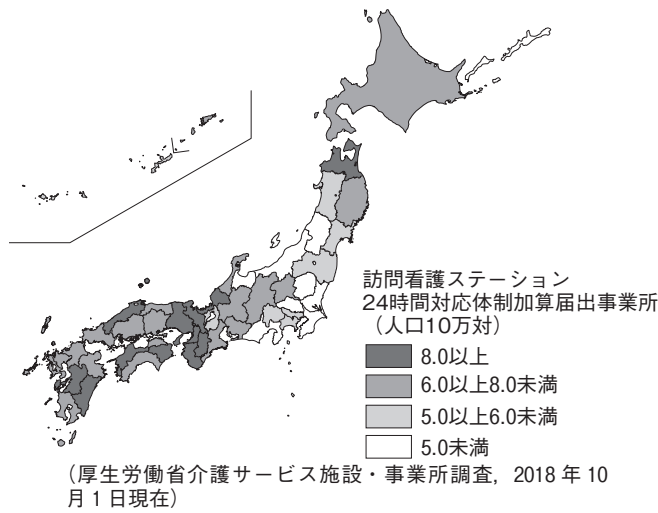 訪問看護ステーション
24時間対応体制加算届出事業所
（人口10万対）
8.0以上
6.0以上8.0未満
5.0以上6.0未満
5.0未満
（厚生労働省介護サービス施設・事業所調査，2018 年 10
月 1 日現在）